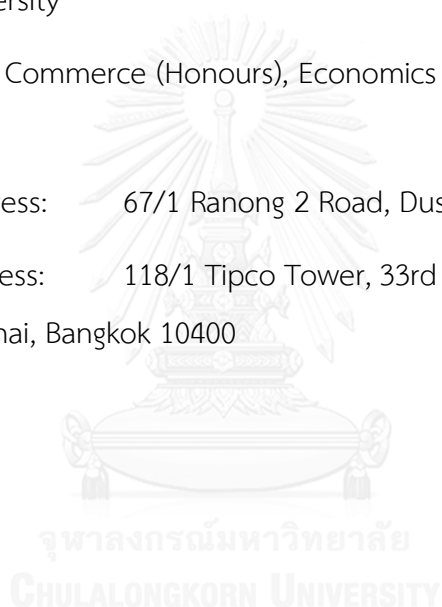 ersity
Commerce (Honours), Economics
ess: 67/1 Ranong 2 Road, Dus
ess: 118/1 Tipco Tower, 33rd
nai, Bangkok 10400
จุฬาลงกรณ์มหาวิทยาลัย
CHULALONGKORN UNIVERSITY